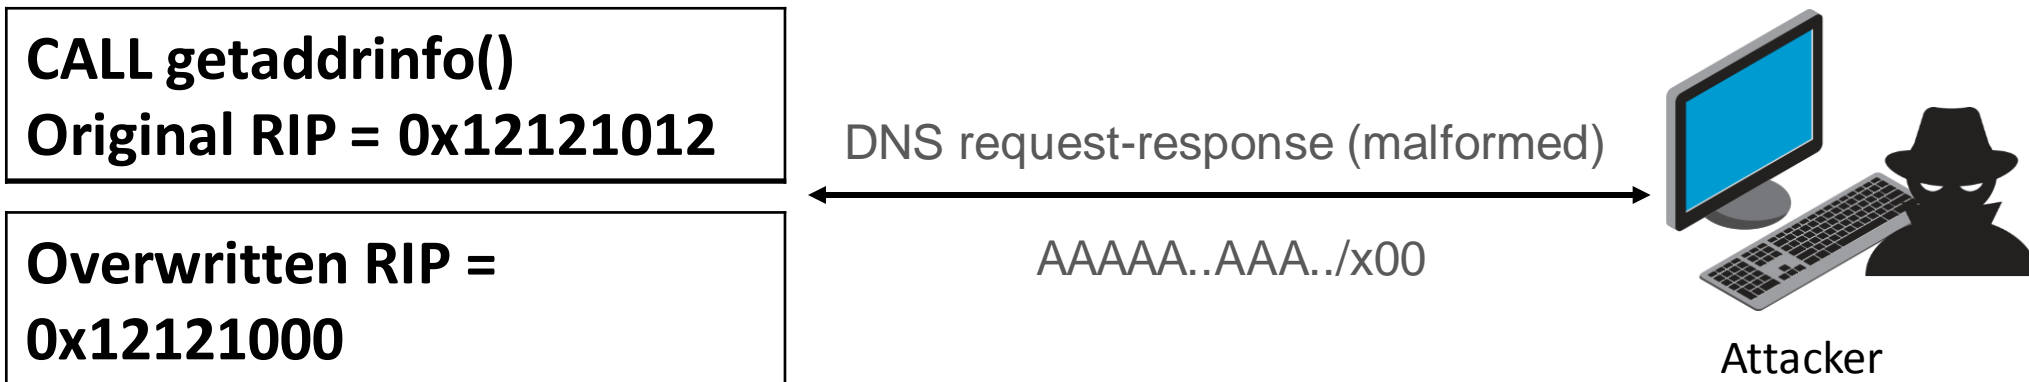 CALL getaddrinfo()
Original RIP = 0x12121012
DNS request-response (malformed)
AAAAA..AAA../x00
Overwritten RIP =
0x12121000
Attacker